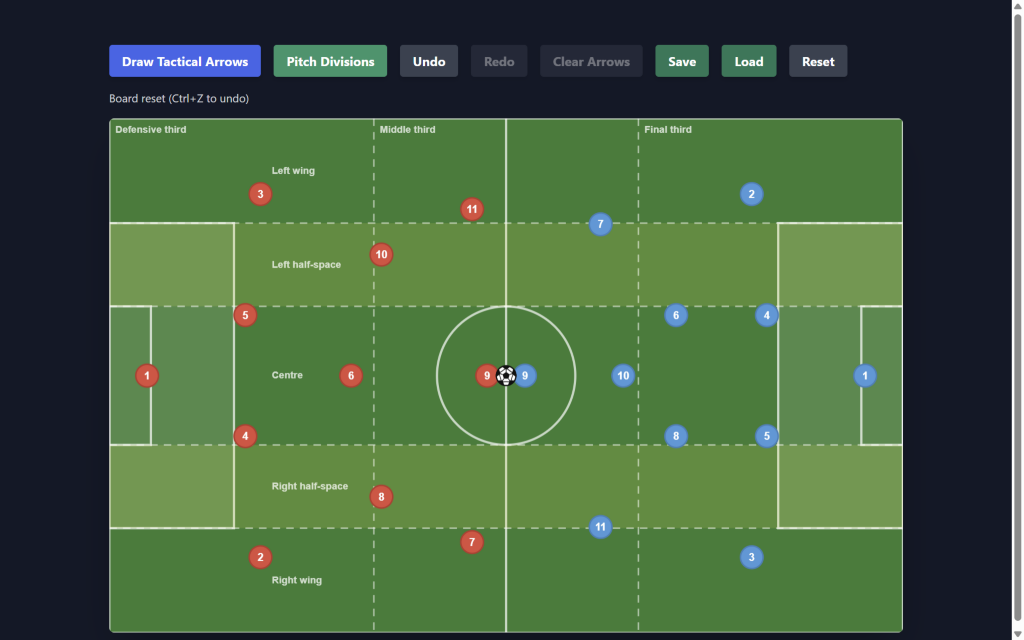 Draw Tactical Arrows Pitch Divisions Undo Redo Clear Arrows Save Load Reset
Board reset (Ctrl+Z to undo)
Defensive third Middle third Final third
Left wing
3 2
11
7
10
Left half-space
5 6 4
1 Centre 6 9 9 10 1
4 8 5
Right half-space
8
11
7
2 3
Right wing